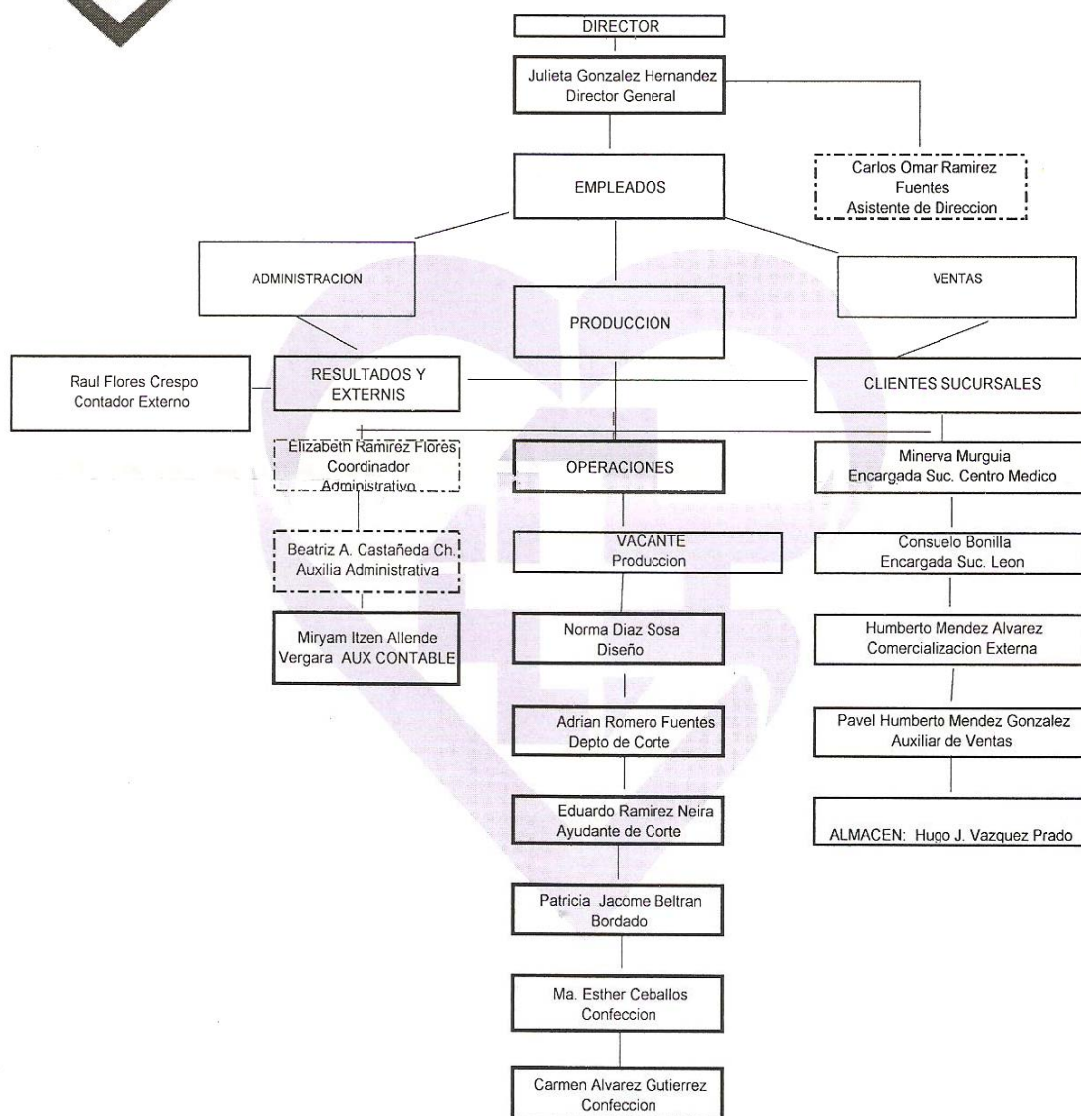 DIRECTOR
Julieta Gonzalez Hernandez
Director General
EMPLEADOS
Carlos Omar Ramirez
Fuentes
Asistente de Direccion
ADMINISTRACION
VENTAS
PRODUCCION
Raul Flores Crespo
Contador Externo
RESULTADOS Y
EXTERNIS
CLIENTES SUCURSALES
Elizabeth Ramirez Flores
Coordinador
Administrativo
OPERACIONES
Minerva Murguia
Encargada Suc. Centro Medico
Beatriz A. Castañeda Ch.
Auxilia Administrativa
VACANTE
Produccion
Consuelo Bonilla
Encargada Suc. Leon
Miryam Itzen Allende
Vergara AUX CONTABLE
Norma Diaz Sosa
Diseño
Humberto Mendez Alvarez
Comercializacion Externa
Adrian Romero Fuentes
Depto de Corte
Pavel Humberto Mendez Gonzalez
Auxiliar de Ventas
Eduardo Ramirez Neira
Ayudante de Corte
ALMACEN: Hugo J. Vazquez Prado
Patricia Jacome Beltran
Bordado
Ma. Esther Ceballos
Confeccion
Carmen Alvarez Gutierrez
Confeccion